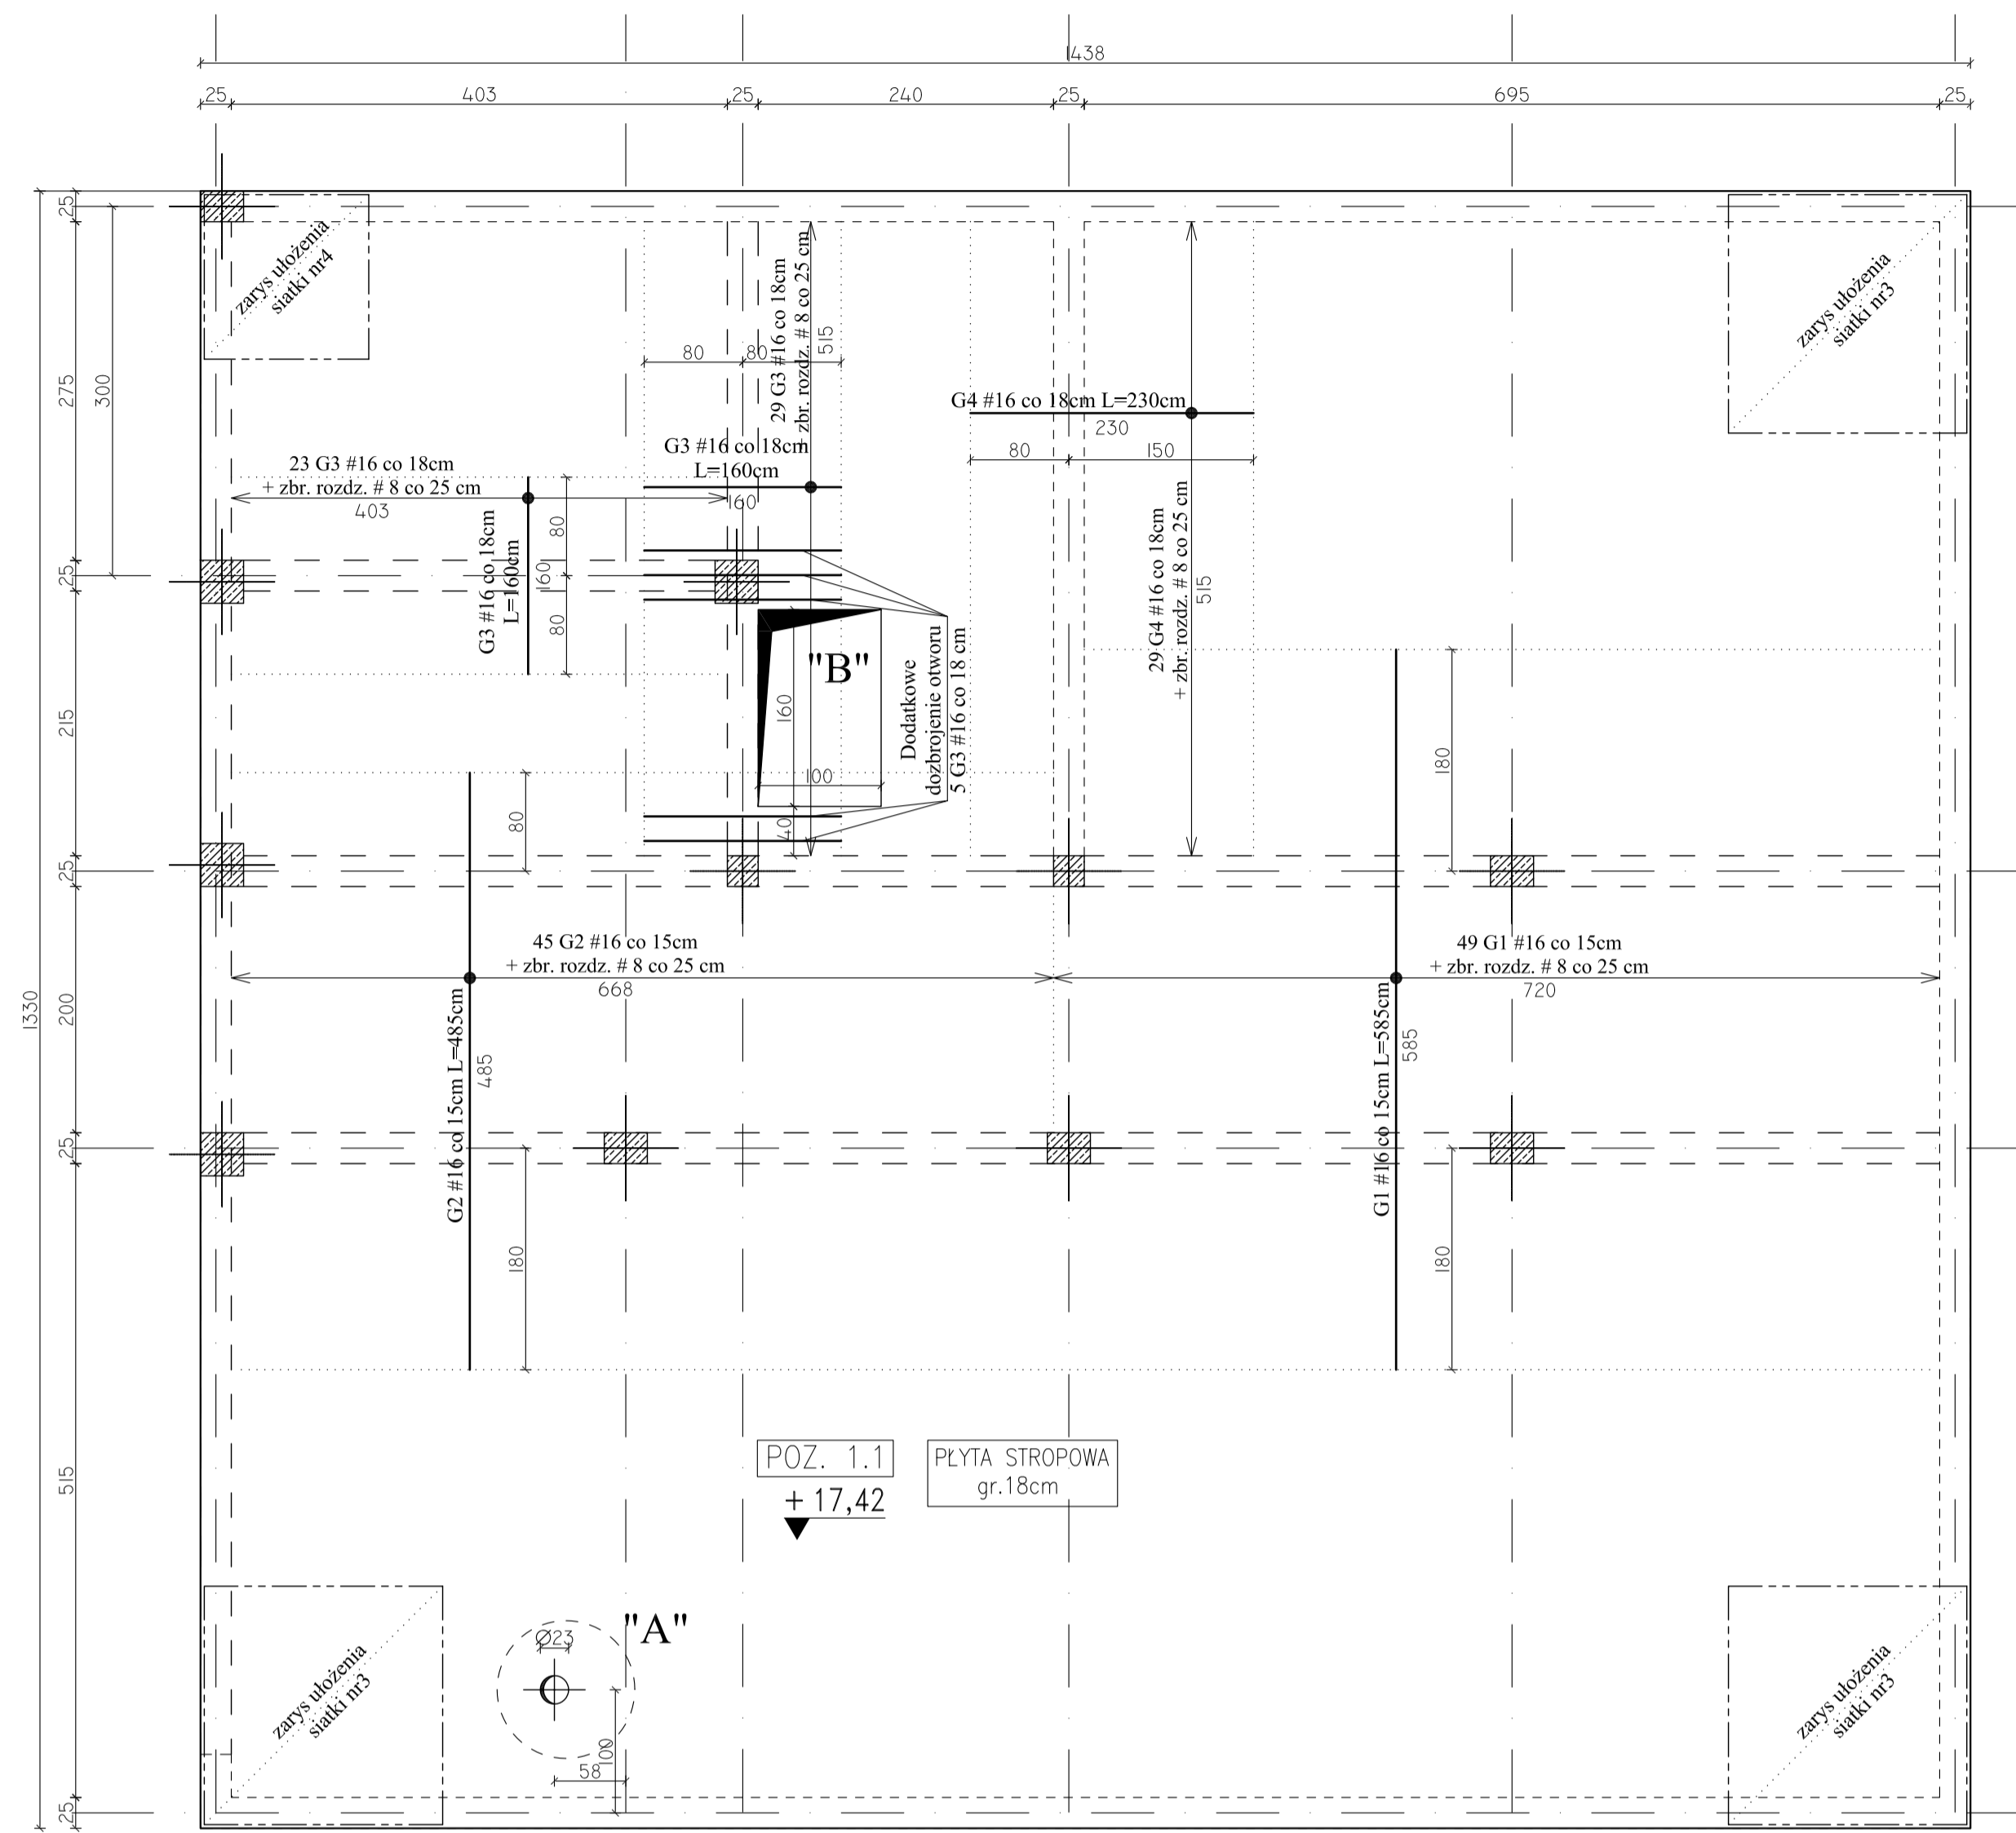 1438
25
403
25
240
25
695
25
25
275
300
25
215
25
200
25
515
25
1330
zarys ułożenia
siatki nr4
zarys ułożenia
siatki nr3
80
80
29 G3 #16 co 18cm
+ zbr. rozdz. # 8 co 25 cm
515
G4 #16 co 18cm L=230cm
230
80
150
G3 #16 co 18cm
L=160cm
160
23 G3 #16 co 18cm
+ zbr. rozdz. # 8 co 25 cm
403
G3 #16 co 18cm
L=160cm
160
80
80
29 G4 #16 co 18cm
+ zbr. rozdz. # 8 co 25 cm
515
"B"
160
100
40
Dodatkowe
dozbrojenie otworu
5 G3 #16 co 18 cm
180
80
45 G2 #16 co 15cm
+ zbr. rozdz. # 8 co 25 cm
668
49 G1 #16 co 15cm
+ zbr. rozdz. # 8 co 25 cm
720
G2 #16 co 15cm L=485cm
485
G1 #16 co 15cm L=585cm
585
180
180
POZ. 1.1
+ 17,42
PŁYTA STROPOWA
gr.18cm
zarys ułożenia
siatki nr3
"A"
Ø23
100
58
zarys ułożenia
siatki nr3